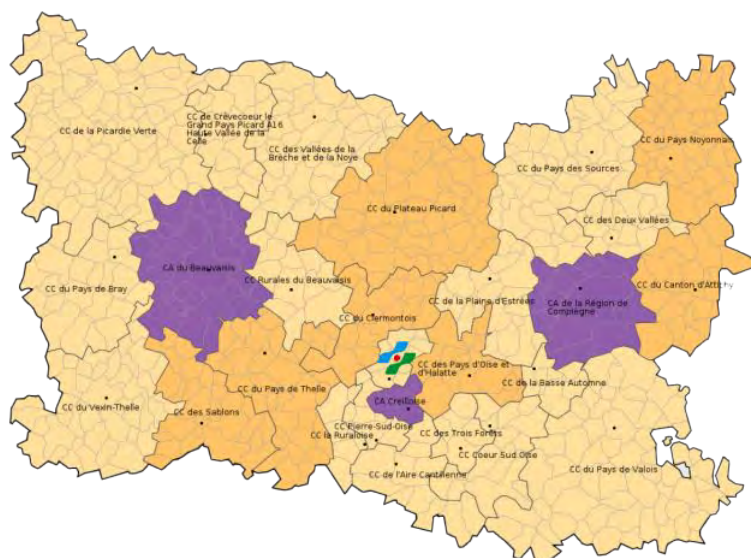 CC de Crèvecoeur le
Grand Pays Picard A16
Haute Vallée de la
Celle
CC de la Picardie Verte
CC des Vallées de la
Brèche et de la Noye
CC du Pays Noyonnais
CC du Pays des Sources
CC du Plateau Picard
CC des Deux Vallées
CA du Beauvaisis
CC Rurales du Beauvaisis
CC du Pays de Bray
CC de la Plaine d'Estrées
CA de la Région de
Compiègne
CC du Canton d'Attichy
CC du Clermontois
CC des Pays d'Oise et
d'Halatte
CC du Pays de Thelle
CC de la Basse Automne
CC du Vexin-Thelle
CC des Sablons
CA Creilloise
CC Pierre-Sud-Oise
CC la Ruraloise
CC des Trois Forêts
CC Coeur Sud Oise
CC du Pays de Valois
CC de l'Aire Cantilienne